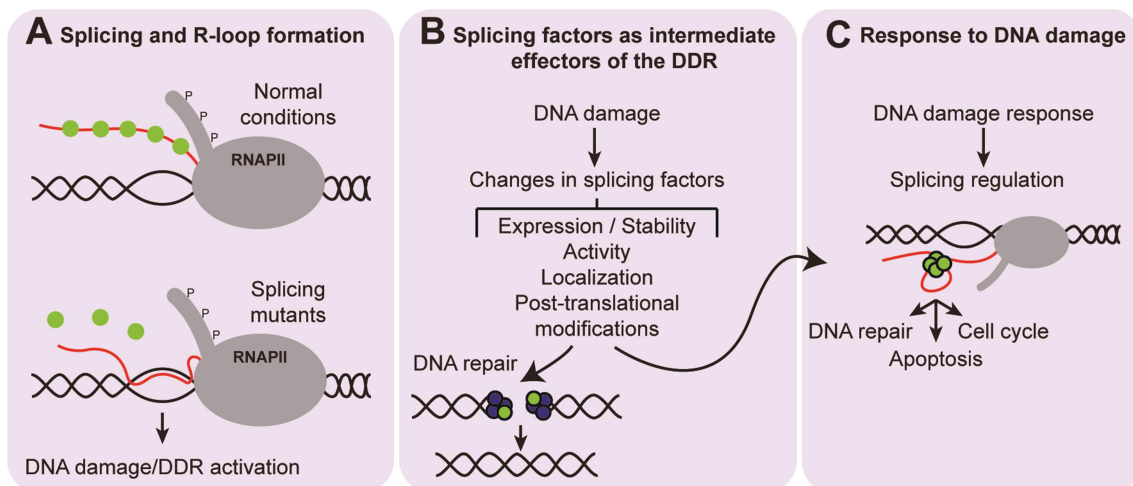 A Splicing and R-loop formation
Normal
conditions
P
P
P
RNAPII
Splicing
mutants
P
P
P
RNAPII
DNA damage/DDR activation
B Splicing factors as intermediate
effectors of the DDR
DNA damage
Changes in splicing factors
Expression / Stability
Activity
Localization
Post-translational
modifications
DNA repair
C Response to DNA damage
DNA damage response
Splicing regulation
DNA repair
Cell cycle
Apoptosis